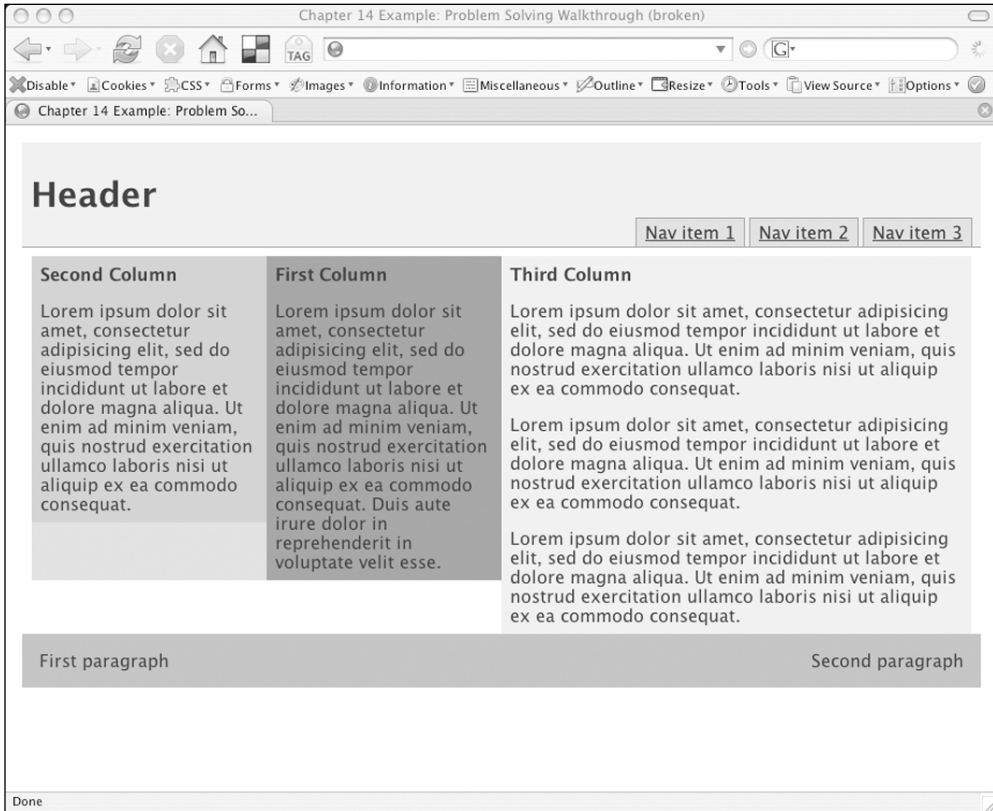 Chapter 14 Example: Problem Solving Walkthrough (broken)
TAG
G
Disable Cookies CSS Forms Images Information Miscellaneous Outline Resize Tools View Source Options
Chapter 14 Example: Problem So...
Header
Nav item 1 Nav item 2 Nav item 3
Second Column
Lorem ipsum dolor sit
amet, consectetur
adipisicing elit, sed do
eiusmod tempor
incididunt ut labore et
dolore magna aliqua. Ut
enim ad minim veniam,
quis nostrud exercitation
ullamco laboris nisi ut
aliquip ex ea commodo
consequat.
First Column
Lorem ipsum dolor sit
amet, consectetur
adipisicing elit, sed do
eiusmod tempor
incididunt ut labore et
dolore magna aliqua. Ut
enim ad minim veniam,
quis nostrud exercitation
ullamco laboris nisi ut
aliquip ex ea commodo
consequat. Duis aute
irure dolor in
reprehenderit in
voluptate velit esse.
Third Column
Lorem ipsum dolor sit amet, consectetur adipisicing
elit, sed do eiusmod tempor incididunt ut labore et
dolore magna aliqua. Ut enim ad minim veniam, quis
nostrud exercitation ullamco laboris nisi ut aliquip
ex ea commodo consequat.
Lorem ipsum dolor sit amet, consectetur adipisicing
elit, sed do eiusmod tempor incididunt ut labore et
dolore magna aliqua. Ut enim ad minim veniam, quis
nostrud exercitation ullamco laboris nisi ut aliquip
ex ea commodo consequat.
Lorem ipsum dolor sit amet, consectetur adipisicing
elit, sed do eiusmod tempor incididunt ut labore et
dolore magna aliqua. Ut enim ad minim veniam, quis
nostrud exercitation ullamco laboris nisi ut aliquip
ex ea commodo consequat.
First paragraph Second paragraph
Done